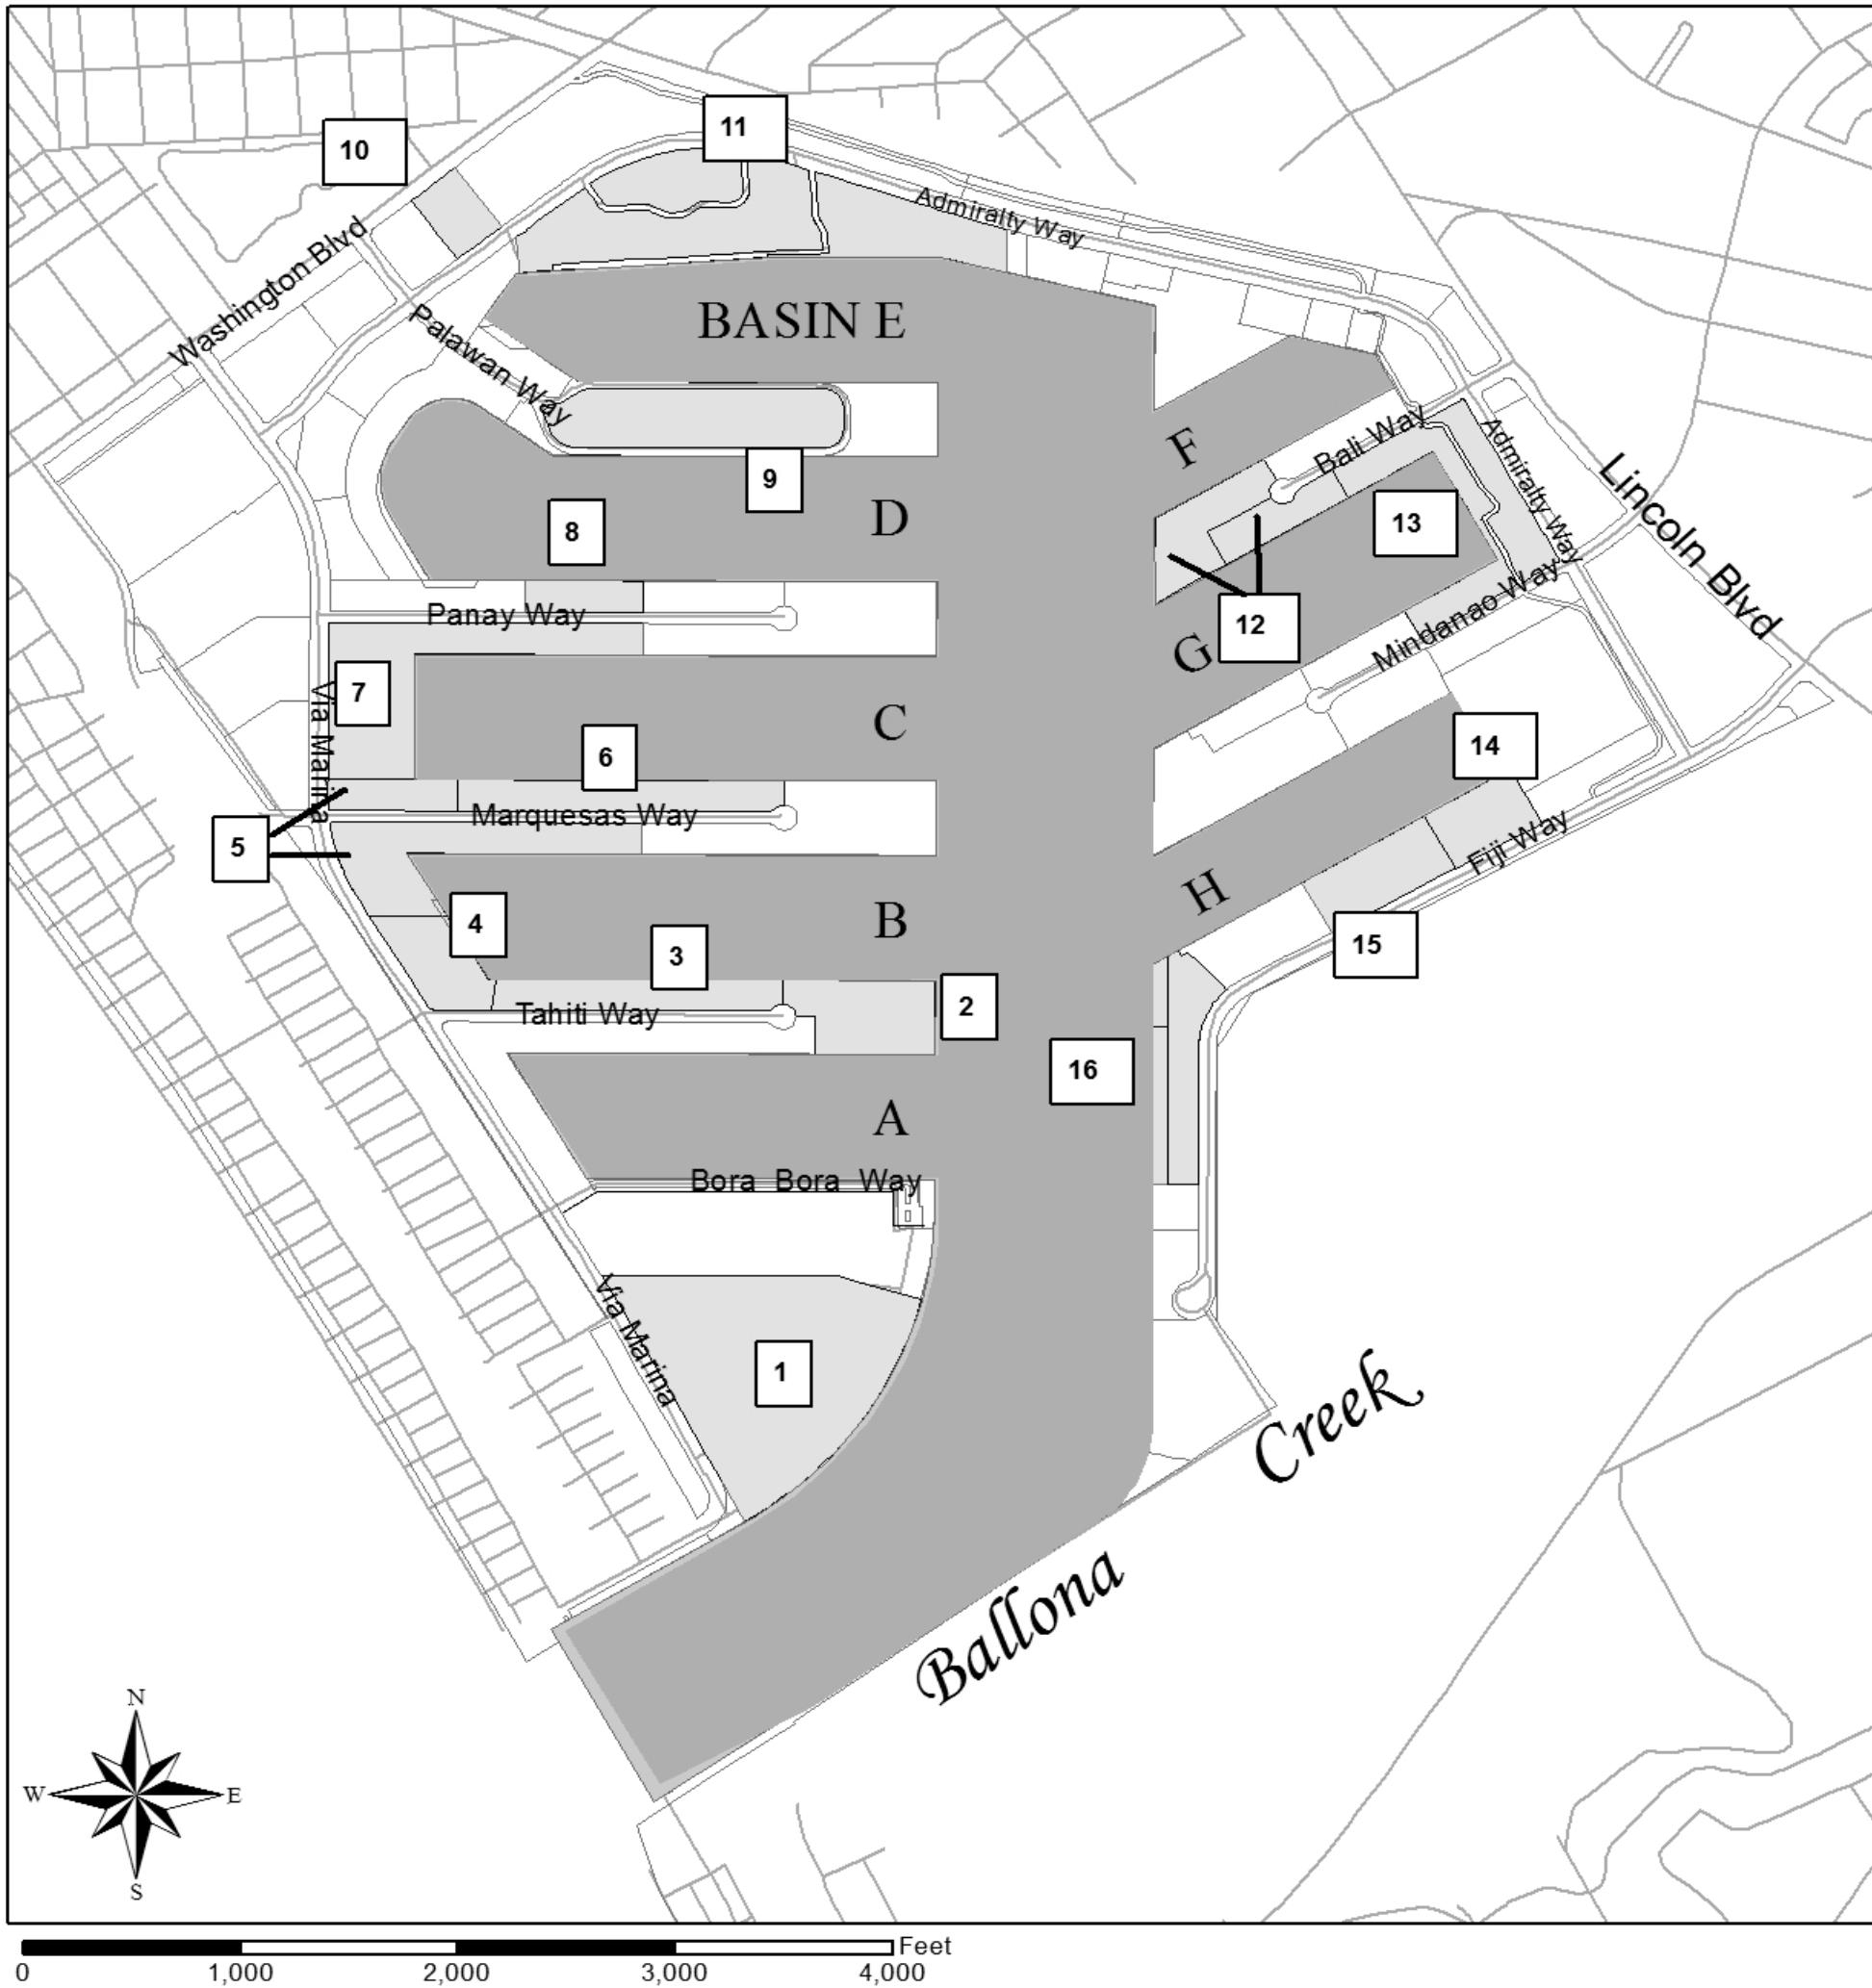 11
10
Admiralty Way
Washington Blvd
BASIN E
Palawan Way
F
Bali Way
Admiralty Way
Lincoln Blvd
9
8
D
13
Panay Way
12
G
Mindanao Way
7
Via Marina
C
6
14
Marquesas Way
5
Fiji Way
4
B
H
3
15
2
Tahiti Way
16
A
Bora Bora Way
Via Marina
1
Creek
Ballona
N
W
E
S
Feet
0
1,000
2,000
3,000
4,000